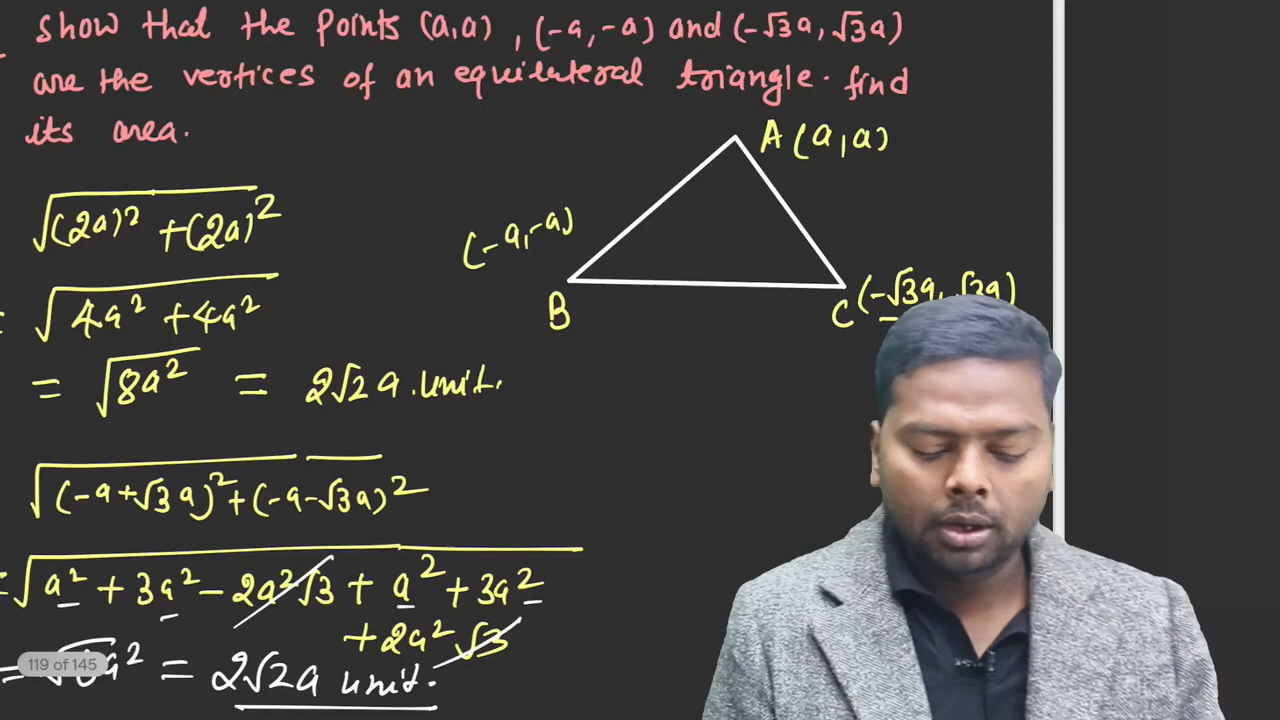 show that the points (a,a), (-a,-a) and (-√3a, √3a)
are the vertices of an equilateral triangle. find
its area.
A (a, a)
(-a, -a)
B
C (-√3a, √3a)
√(2a)² + (2a)²
= √4a² + 4a²
= √8a² = 2√2 a. unit.
√(-a+√3a)² + (-a-√3a)²
= √a² + 3a² - 2a²√3 + a² + 3a²
+ 2a²√3
= √8a² = 2√2a unit.
119 of 145